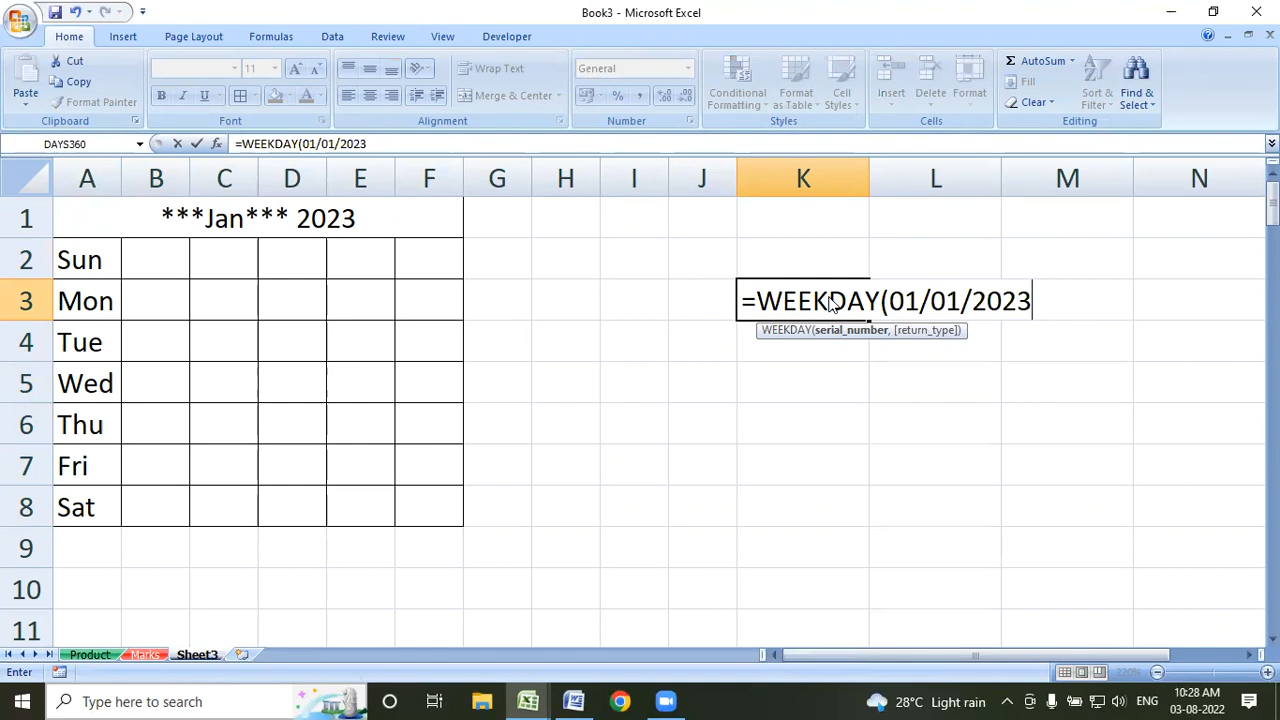 Book3 - Microsoft Excel
Home Insert Page Layout Formulas Data Review View Developer
Paste
Cut
Copy
Format Painter
Clipboard
11
Font
Wrap Text
Merge & Center
Alignment
General
Number
Conditional Formatting
Format as Table
Cell Styles
Styles
Insert
Delete
Format
Cells
AutoSum
Fill
Clear
Sort & Filter
Find & Select
Editing
DAYS360
=WEEKDAY(01/01/2023
A B C D E F G H I J K L M N
1 ***Jan*** 2023
2 Sun
3 Mon =WEEKDAY(01/01/2023
WEEKDAY(serial_number, [return_type])
4 Tue
5 Wed
6 Thu
7 Fri
8 Sat
9
10
11
Product Marks Sheet3
Enter 220%
Type here to search
28°C Light rain
ENG
10:28 AM
03-08-2022